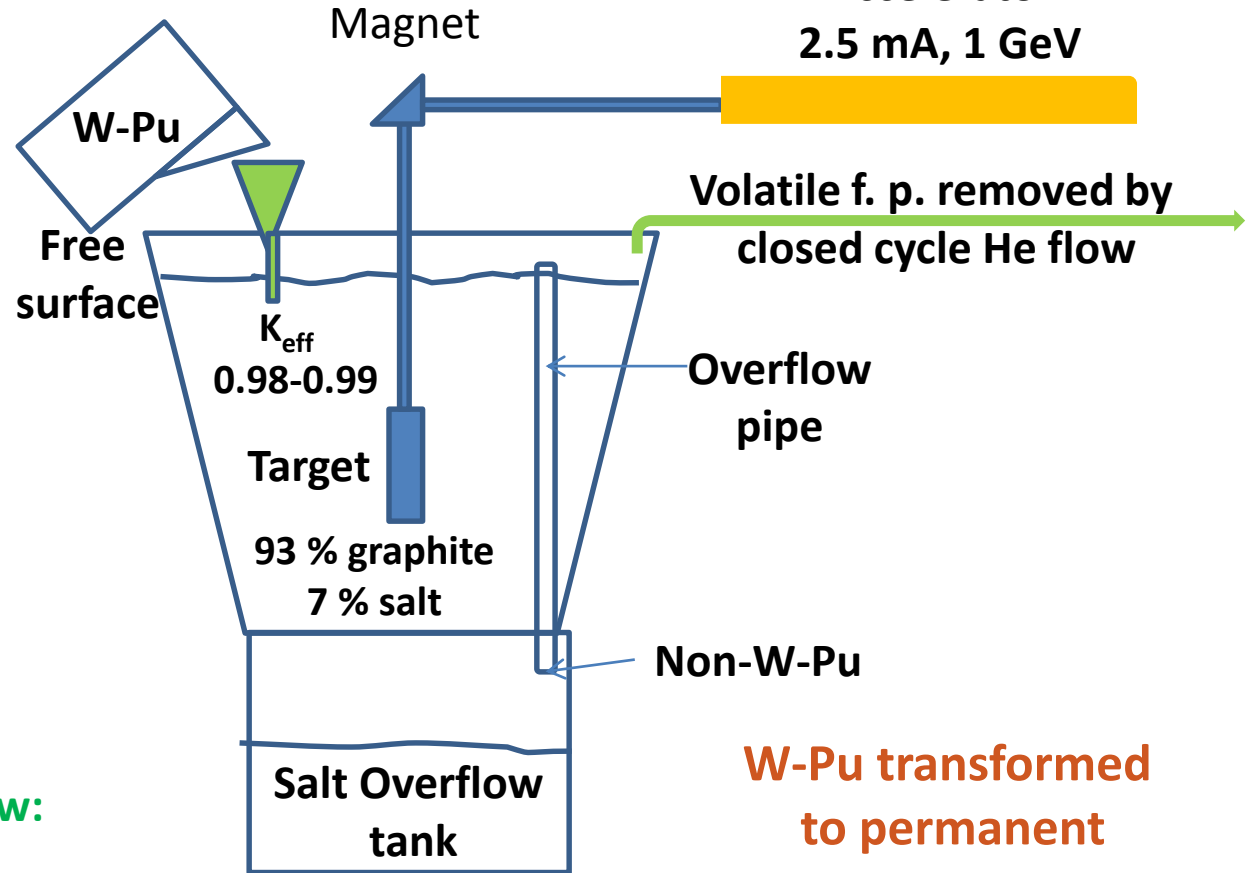 Magnet
2.5 mA, 1 GeV
W-Pu
Volatile f. p. removed by
closed cycle He flow
Free
surface
K_eff
0.98-0.99
Overflow
pipe
Target
93 % graphite
7 % salt
Non-W-Pu
Salt Overflow
tank
W-Pu transformed
to permanent
w: